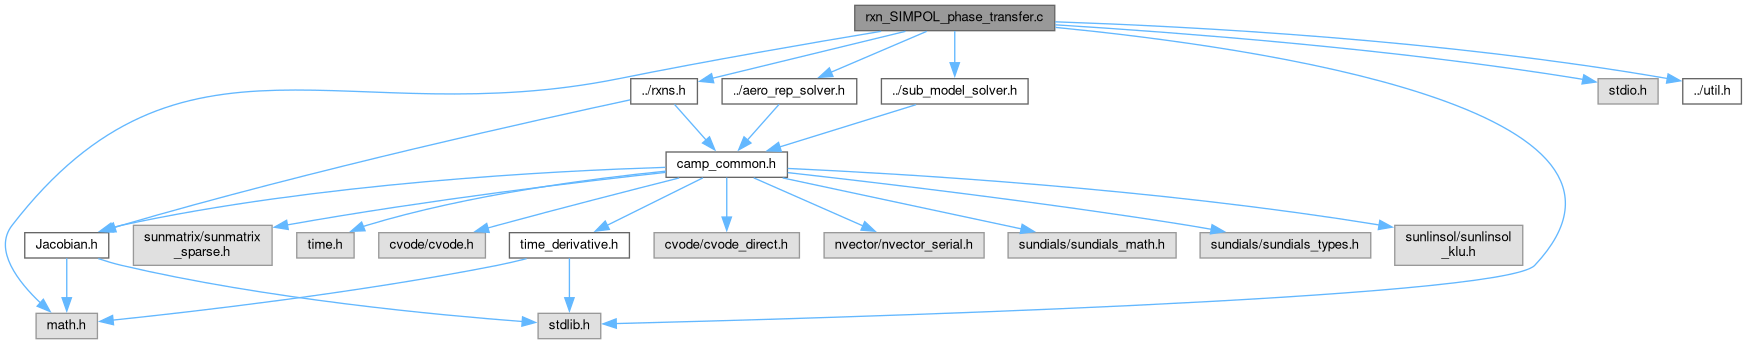 rxn_SIMPOL_phase_transfer.c
../rxns.h
../aero_rep_solver.h
../sub_model_solver.h
stdio.h
../util.h
camp_common.h
Jacobian.h
sunmatrix/sunmatrix
_sparse.h
time.h
cvode/cvode.h
time_derivative.h
cvode/cvode_direct.h
nvector/nvector_serial.h
sundials/sundials_math.h
sundials/sundials_types.h
sunlinsol/sunlinsol
_klu.h
math.h
stdlib.h